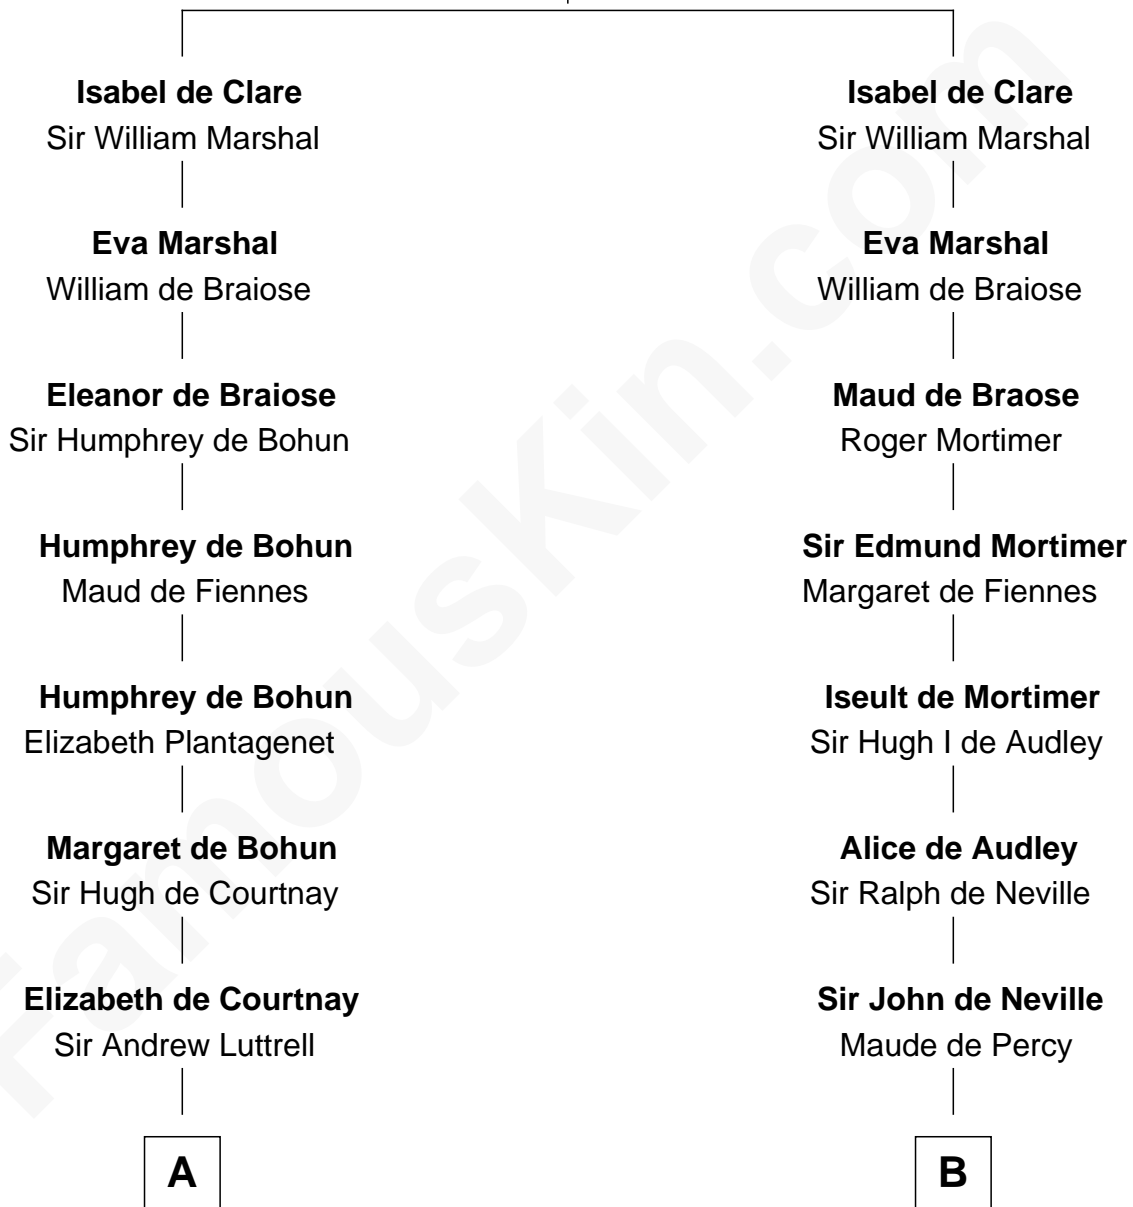 Isabel de Clare
Sir William Marshal
Eva Marshal
William de Braiose
Eleanor de Braiose
Sir Humphrey de Bohun
Humphrey de Bohun
Maud de Fiennes
Humphrey de Bohun
Elizabeth Plantagenet
Margaret de Bohun
Sir Hugh de Courtnay
Elizabeth de Courtnay
Sir Andrew Luttrell
A
Isabel de Clare
Sir William Marshal
Eva Marshal
William de Braiose
Maud de Braose
Roger Mortimer
Sir Edmund Mortimer
Margaret de Fiennes
Iseult de Mortimer
Sir Hugh I de Audley
Alice de Audley
Sir Ralph de Neville
Sir John de Neville
Maude de Percy
B
FamousKin.com